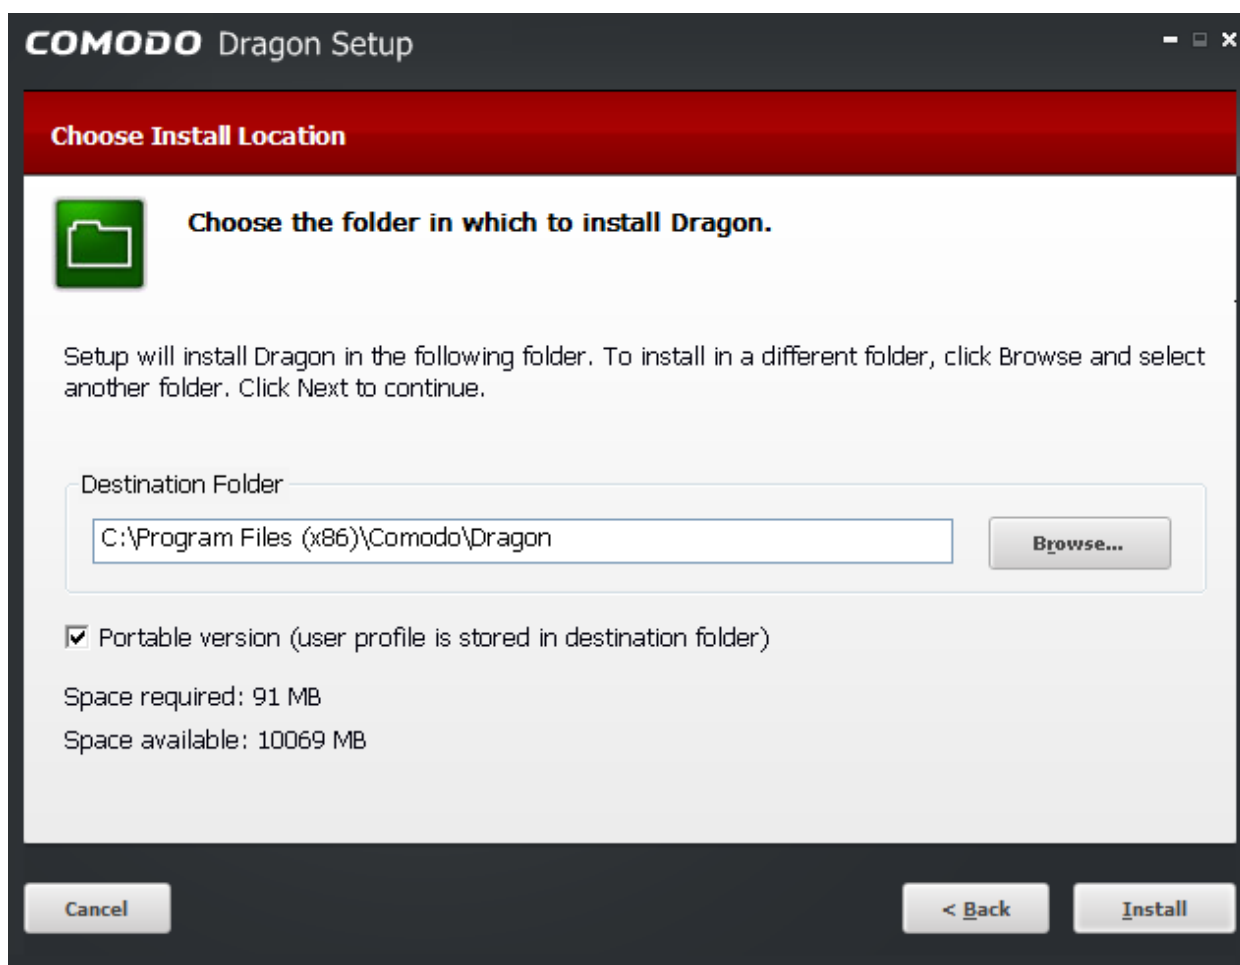 COMODO Dragon Setup
Choose Install Location
Choose the folder in which to install Dragon.
Setup will install Dragon in the following folder. To install in a different folder, click Browse and select
another folder. Click Next to continue.
Destination Folder
C:\Program Files (x86)\Comodo\Dragon
Browse...
Portable version (user profile is stored in destination folder)
Space required: 91 MB
Space available: 10069 MB
Cancel
< Back
Install